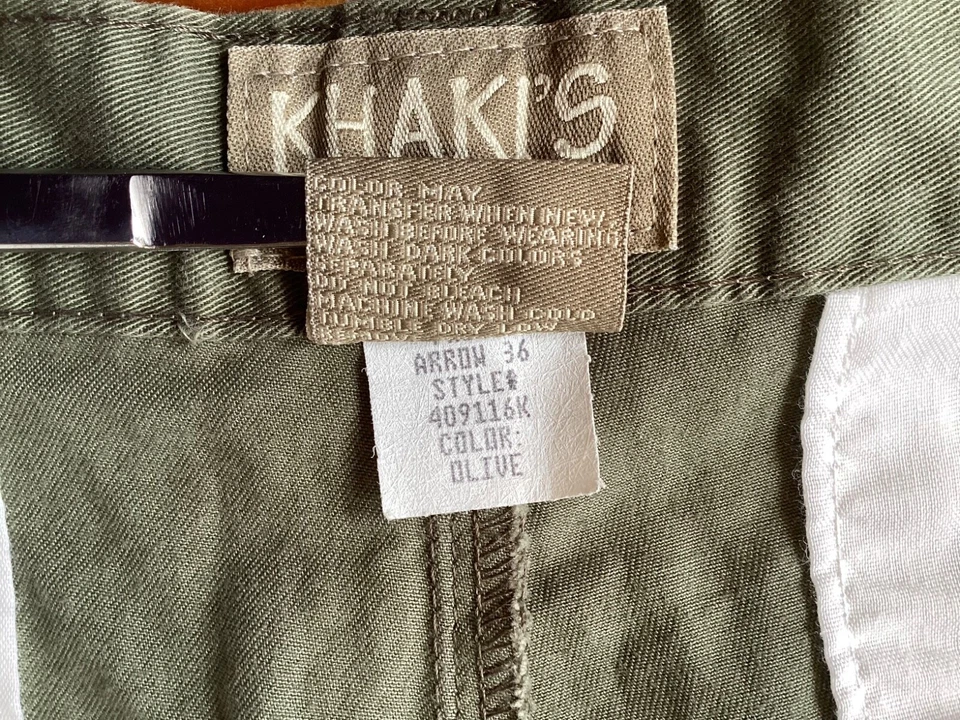 KHAKI'S
COLOR MAY
TRANSFER WHEN NEW.
WASH BEFORE WEARING
WASH DARK COLORS
SEPARATELY
DO NOT BLEACH
MACHINE WASH COLD
TUMBLE DRY LOW
ARROW 36
STYLE#
409116K
COLOR:
OLIVE